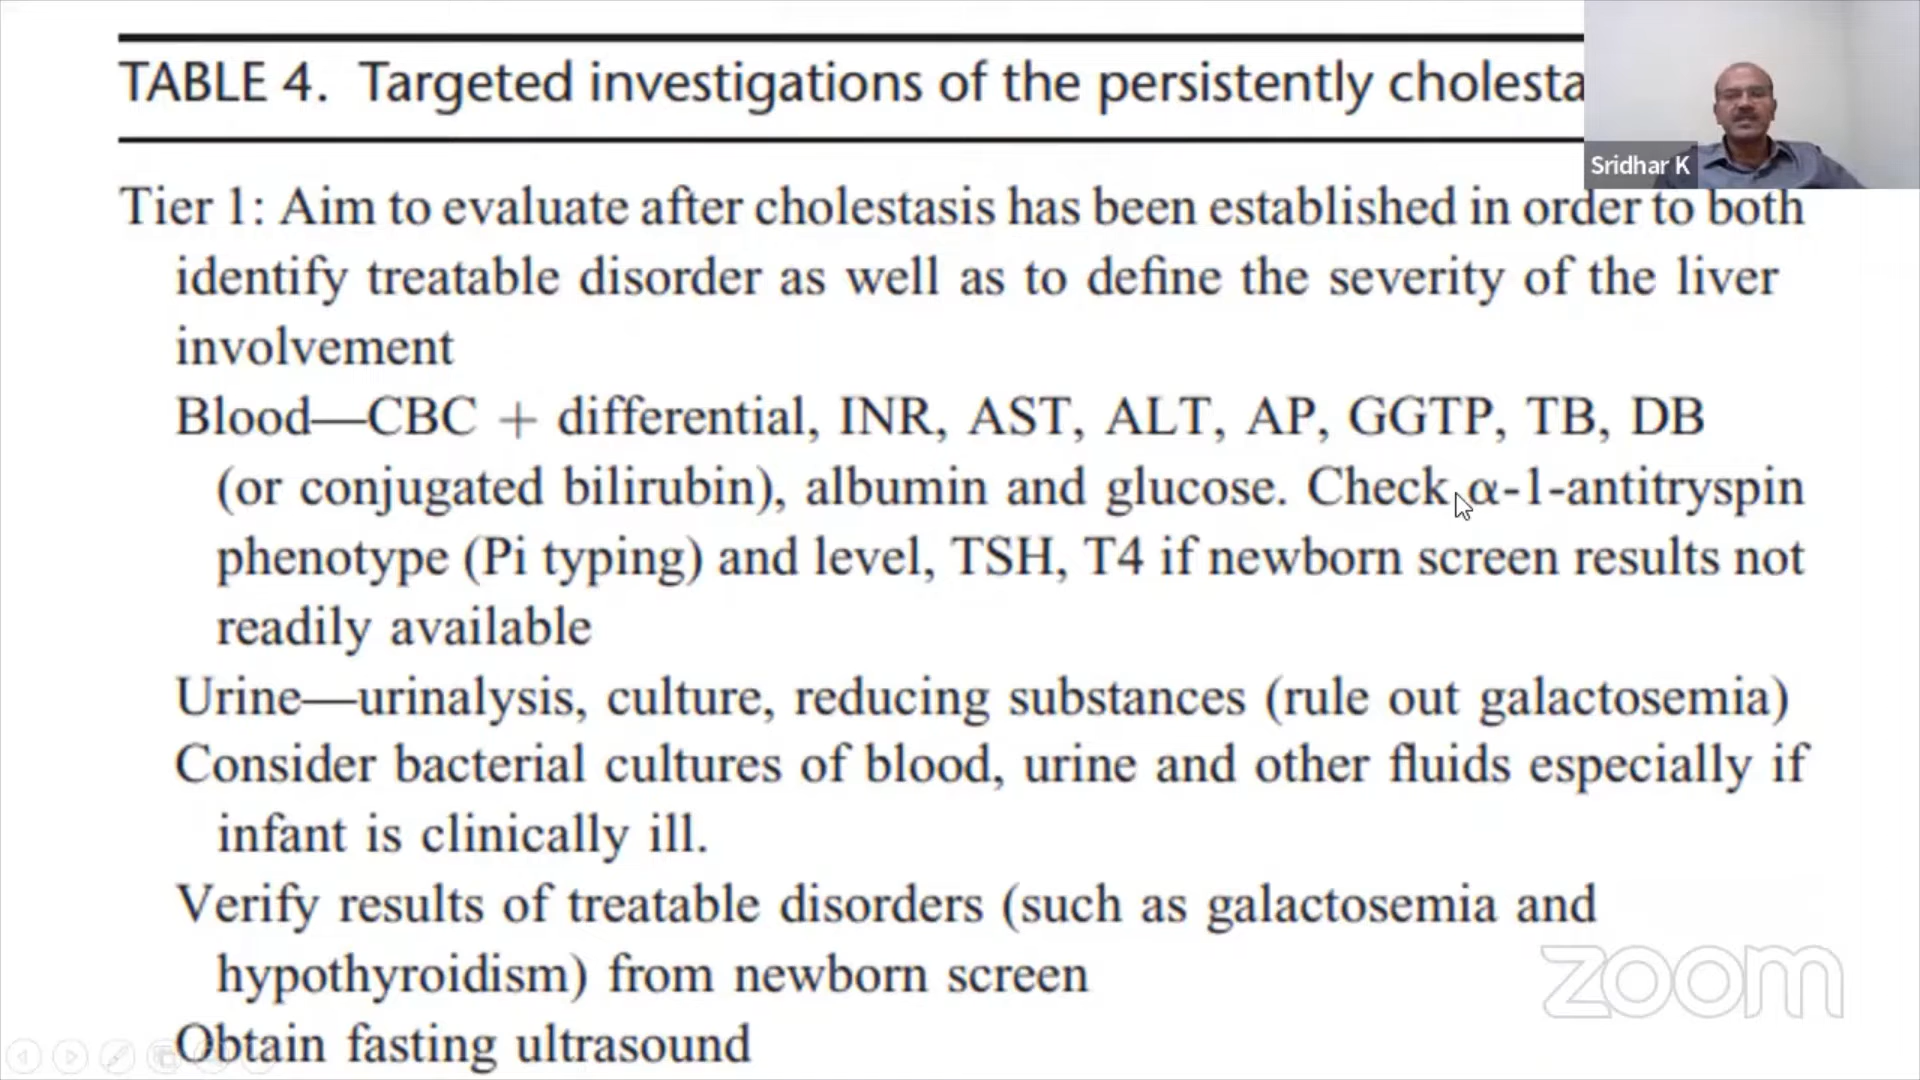 TABLE 4. Targeted investigations of the persistently cholesta
Sridhar K
Tier 1: Aim to evaluate after cholestasis has been established in order to both
identify treatable disorder as well as to define the severity of the liver
involvement
Blood—CBC + differential, INR, AST, ALT, AP, GGTP, TB, DB
(or conjugated bilirubin), albumin and glucose. Check α-1-antitryspin
phenotype (Pi typing) and level, TSH, T4 if newborn screen results not
readily available
Urine—urinalysis, culture, reducing substances (rule out galactosemia)
Consider bacterial cultures of blood, urine and other fluids especially if
infant is clinically ill.
Verify results of treatable disorders (such as galactosemia and
hypothyroidism) from newborn screen
Obtain fasting ultrasound
zoom